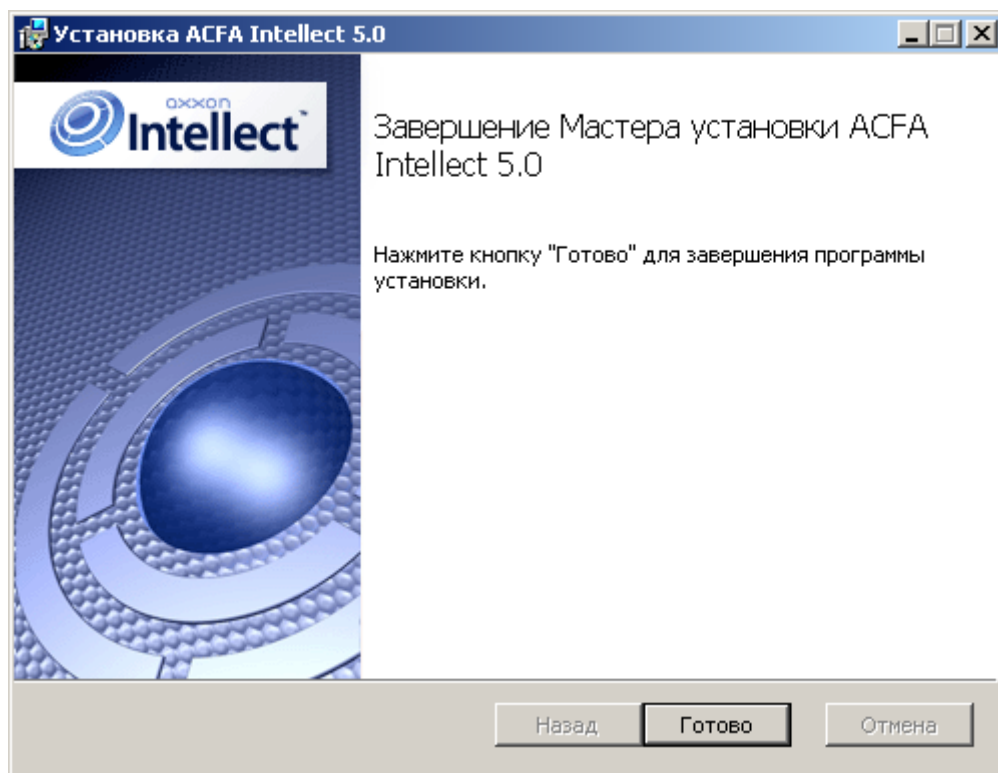 Установка ACFA Intellect 5.0
axxon
Intellect™
Завершение Мастера установки ACFA
Intellect 5.0
Нажмите кнопку "Готово" для завершения программы
установки.
Назад
Готово
Отмена